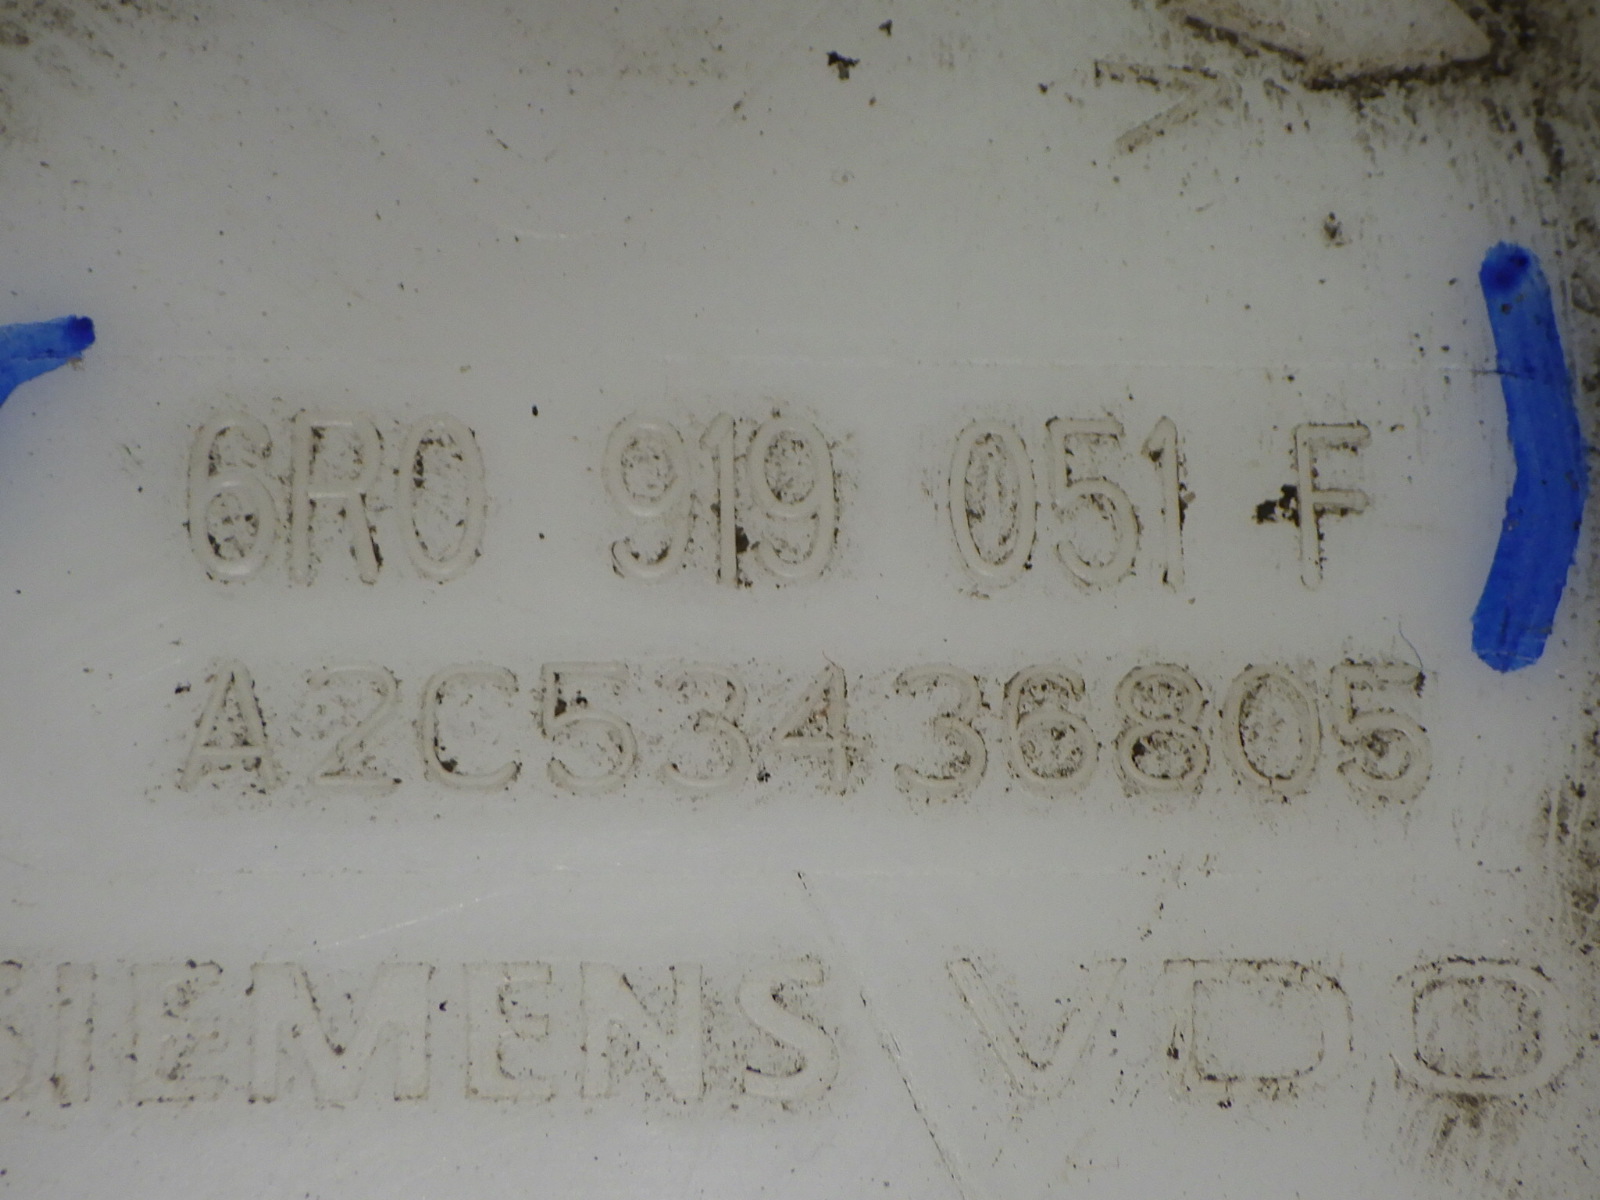 6R0 919 051 F
A2C53436805
SIEMENS VDO